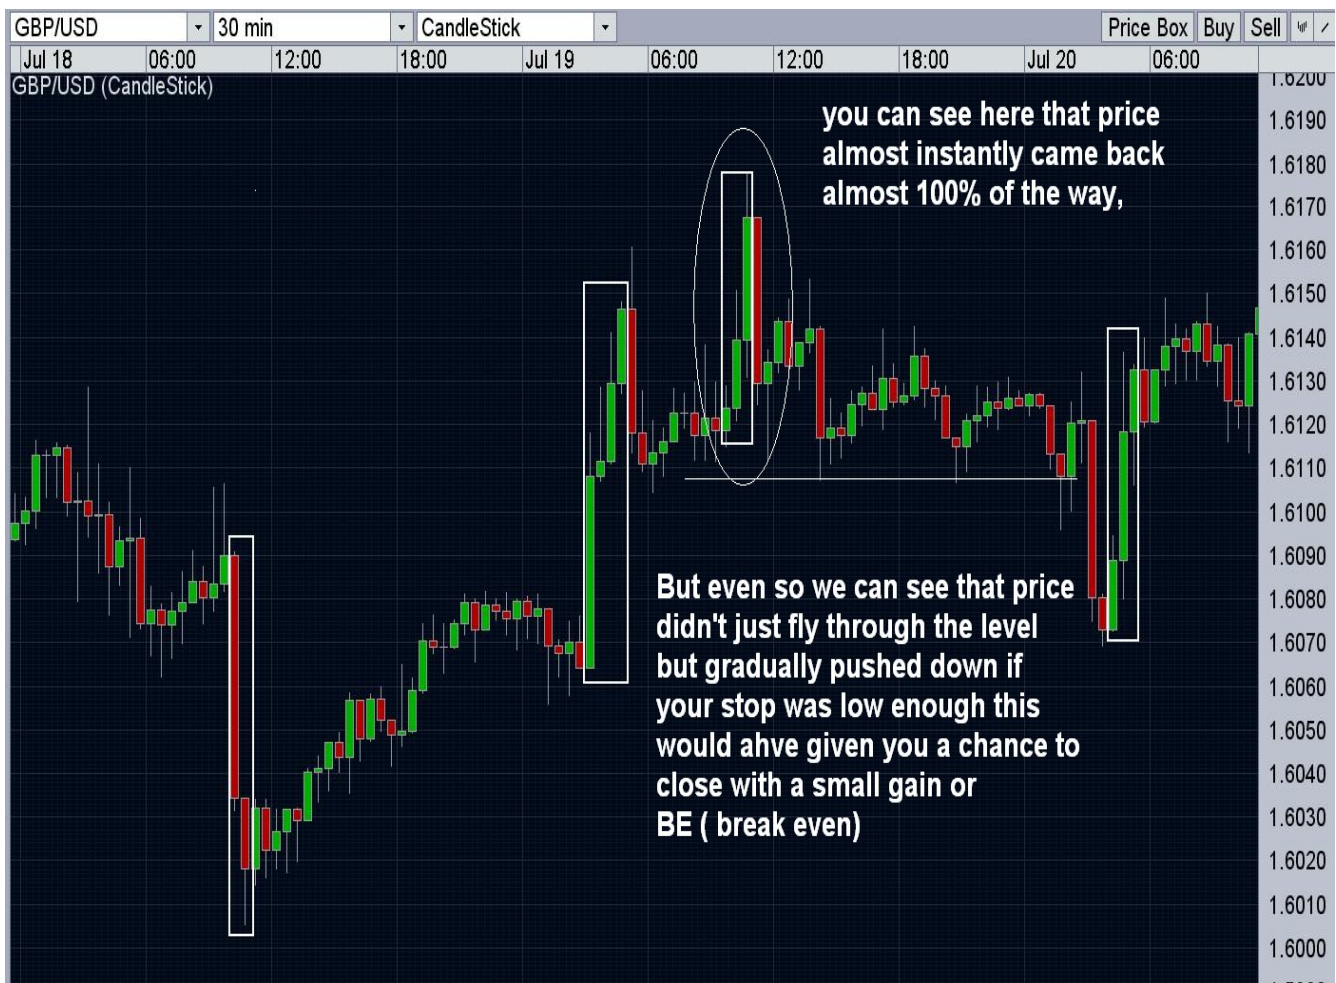 GBP/USD 30 min CandleStick Price Box Buy Sell
Jul 18 06:00 12:00 18:00 Jul 19 06:00 12:00 18:00 Jul 20 06:00
GBP/USD (CandleStick)
1.6200
1.6190
1.6180
1.6170
1.6160
1.6150
1.6140
1.6130
1.6120
1.6110
1.6100
1.6090
1.6080
1.6070
1.6060
1.6050
1.6040
1.6030
1.6020
1.6010
1.6000
you can see here that price
almost instantly came back
almost 100% of the way,
But even so we can see that price
didn't just fly through the level
but gradually pushed down if
your stop was low enough this
would ahve given you a chance to
close with a small gain or
BE ( break even)